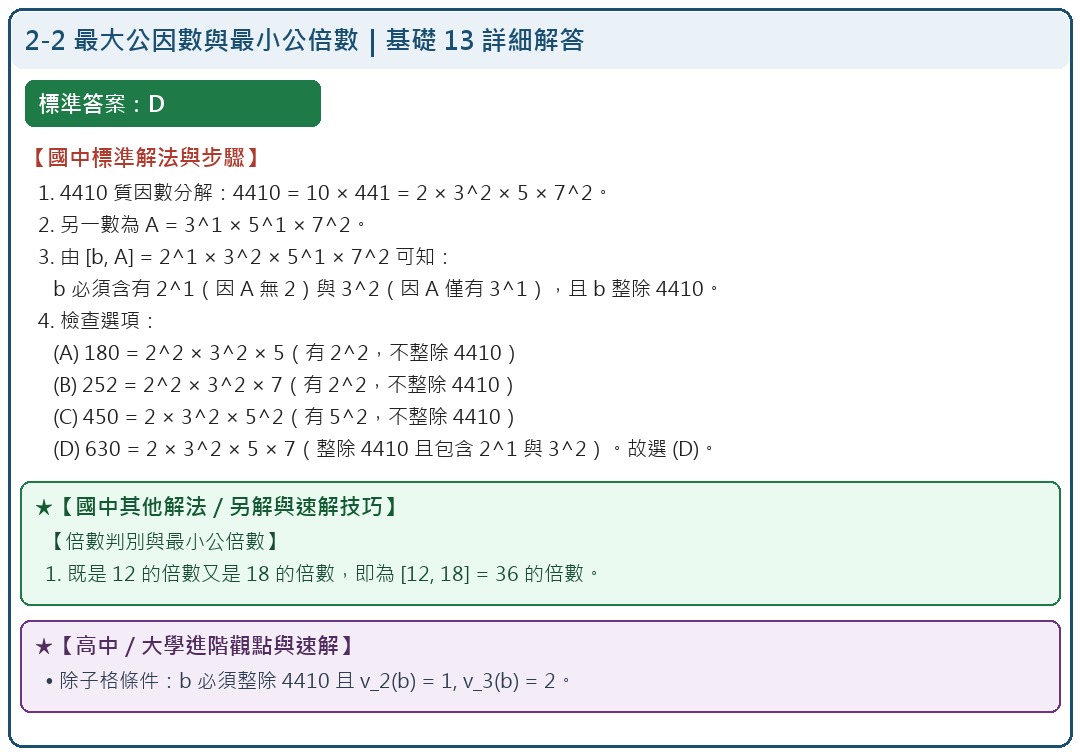 2-2 最大公因數與最小公倍數 | 基礎 13 詳細解答
標準答案：D
【國中標準解法與步驟】
1. 4410 質因數分解：4410 = 10 × 441 = 2 × 3^2 × 5 × 7^2。
2. 另一數為 A = 3^1 × 5^1 × 7^2。
3. 由 [b, A] = 2^1 × 3^2 × 5^1 × 7^2 可知：
b 必須含有 2^1（因 A 無 2）與 3^2（因 A 僅有 3^1），且 b 整除 4410。
4. 檢查選項：
(A) 180 = 2^2 × 3^2 × 5（有 2^2，不整除 4410）
(B) 252 = 2^2 × 3^2 × 7（有 2^2，不整除 4410）
(C) 450 = 2 × 3^2 × 5^2（有 5^2，不整除 4410）
(D) 630 = 2 × 3^2 × 5 × 7（整除 4410 且包含 2^1 與 3^2）。故選 (D)。
★【國中其他解法 / 另解與速解技巧】
【倍數判別與最小公倍數】
1. 既是 12 的倍數又是 18 的倍數，即為 [12, 18] = 36 的倍數。
★【高中 / 大學進階觀點與速解】
• 除子格條件：b 必須整除 4410 且 v_2(b) = 1, v_3(b) = 2。